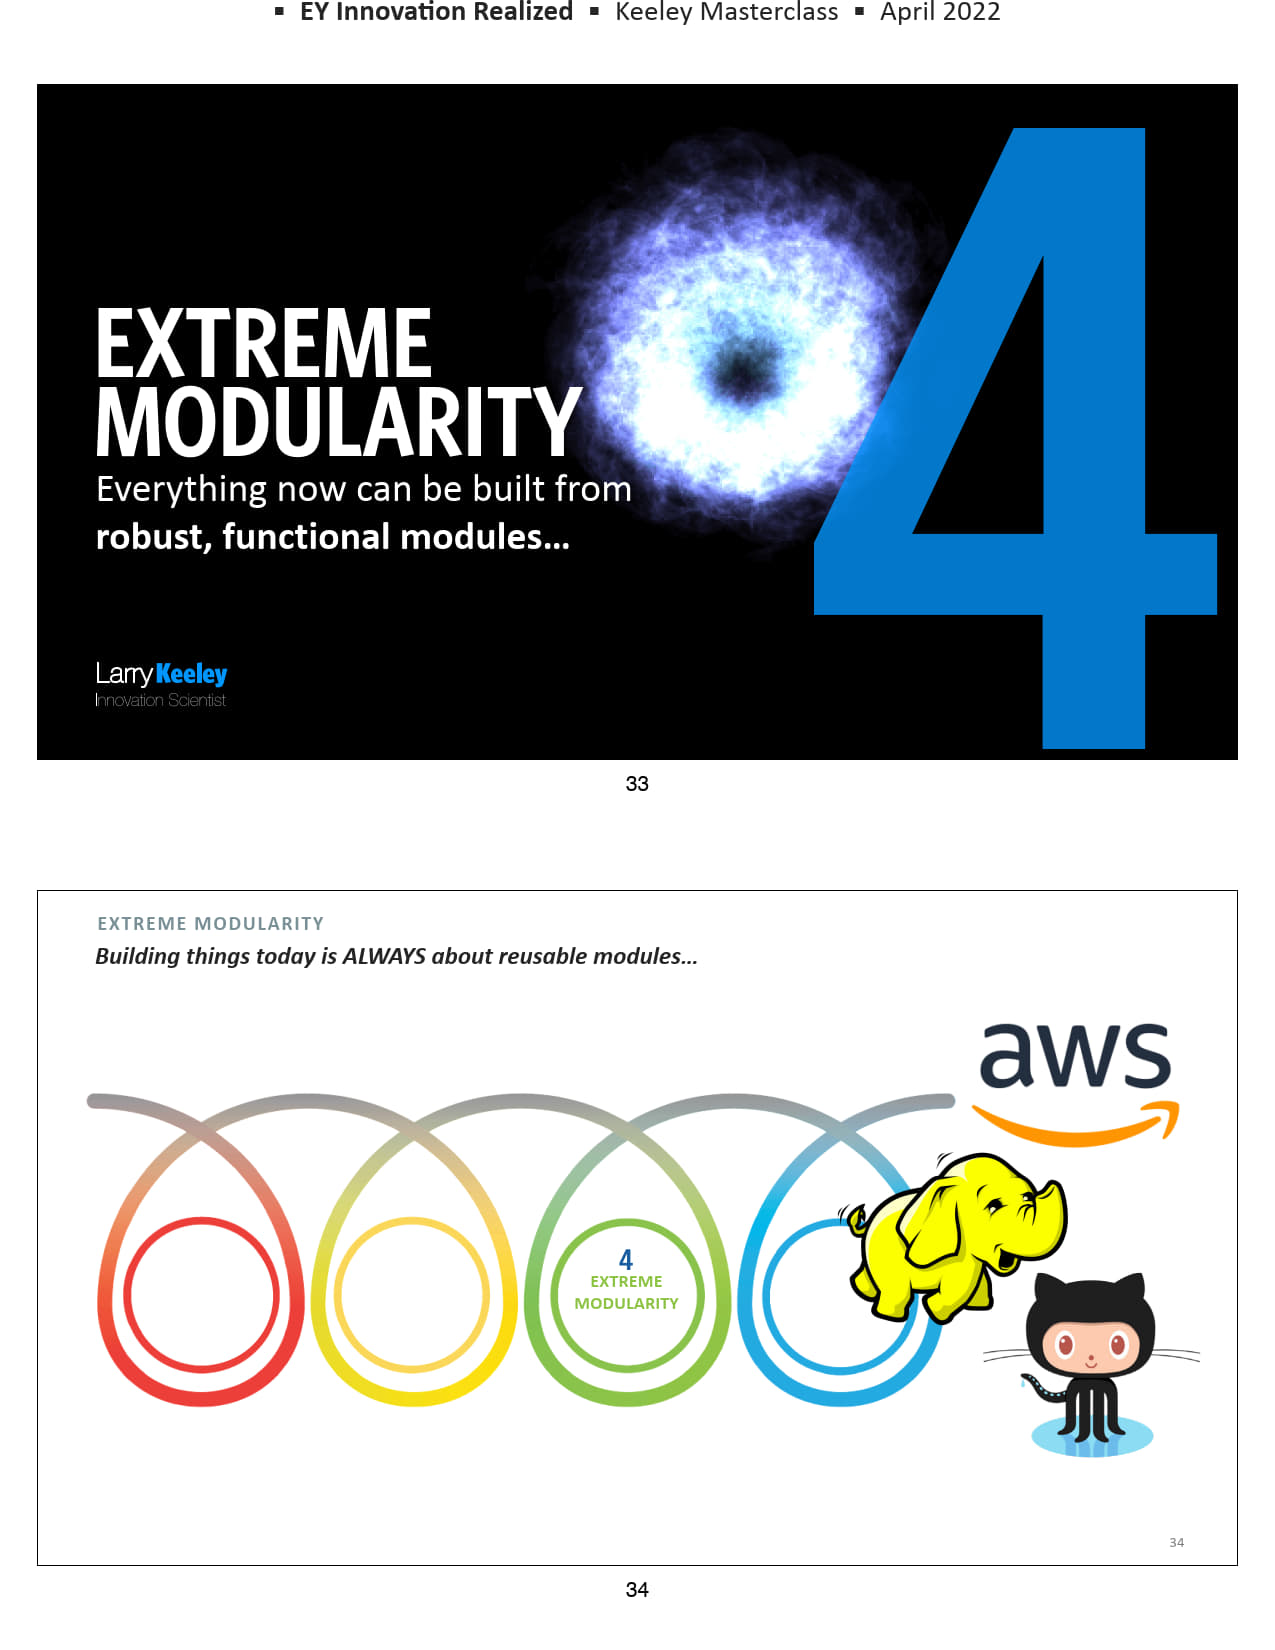 ▪ EY Innovation Realized ▪ Keeley Masterclass ▪ April 2022
EXTREME
MODULARITY
Everything now can be built from
robust, functional modules...
4
Larry Keeley
Innovation Scientist
33
EXTREME MODULARITY
Building things today is ALWAYS about reusable modules...
aws
4
EXTREME
MODULARITY
34
34